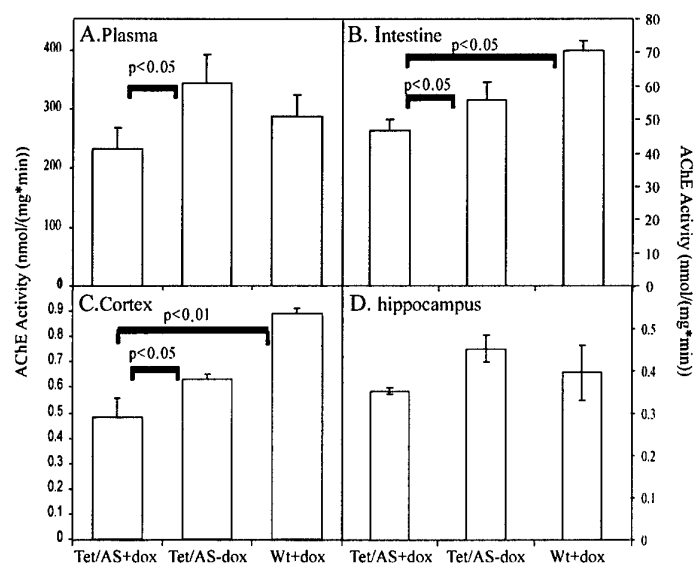 A.Plasma
p<0.05
400
300
200
100
0
B. Intestine
p<0.05
p<0.05
80
70
60
50
40
30
20
10
0
C.Cortex
p<0.01
p<0.05
0.9
0.8
0.7
0.6
0.5
0.4
0.3
0.2
0.1
0
D. hippocampus
0.5
0.4
0.3
0.2
0.1
0
AChE Activity (nmol/(mg*min))
AChE Activity (nmol/(mg*min))
Tet/AS+dox Tet/AS-dox Wt+dox Tet/AS+dox Tet/AS-dox Wt+dox